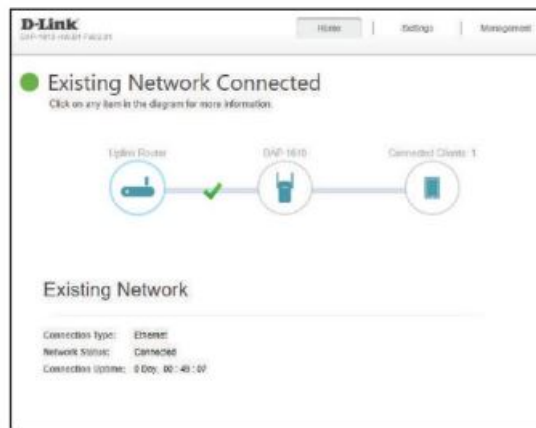 D-Link
Home | Settings | Management
Existing Network Connected
Click on any item in the diagram for more information.
Uplink Router DAP-1610 Connected Clients: 1
Existing Network
Connection Type: Ethernet
Network Status: Connected
Connection Uptime: 0 Day, 00 : 49 : 07